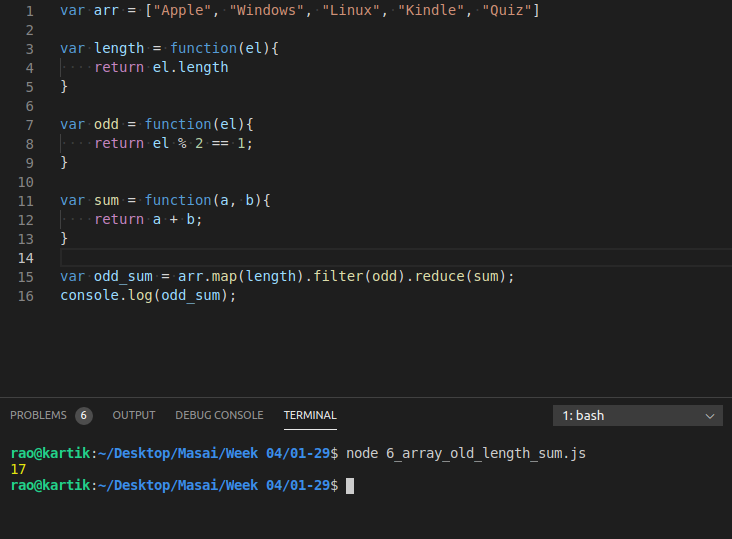 1 var arr = ["Apple", "Windows", "Linux", "Kindle", "Quiz"]
2
3 var length = function(el){
4     return el.length
5 }
6
7 var odd = function(el){
8     return el % 2 == 1;
9 }
10
11 var sum = function(a, b){
12     return a + b;
13 }
14
15 var odd_sum = arr.map(length).filter(odd).reduce(sum);
16 console.log(odd_sum);
PROBLEMS 6 OUTPUT DEBUG CONSOLE TERMINAL 1: bash
rao@kartik:~/Desktop/Masai/Week 04/01-29$ node 6_array_old_length_sum.js
17
rao@kartik:~/Desktop/Masai/Week 04/01-29$